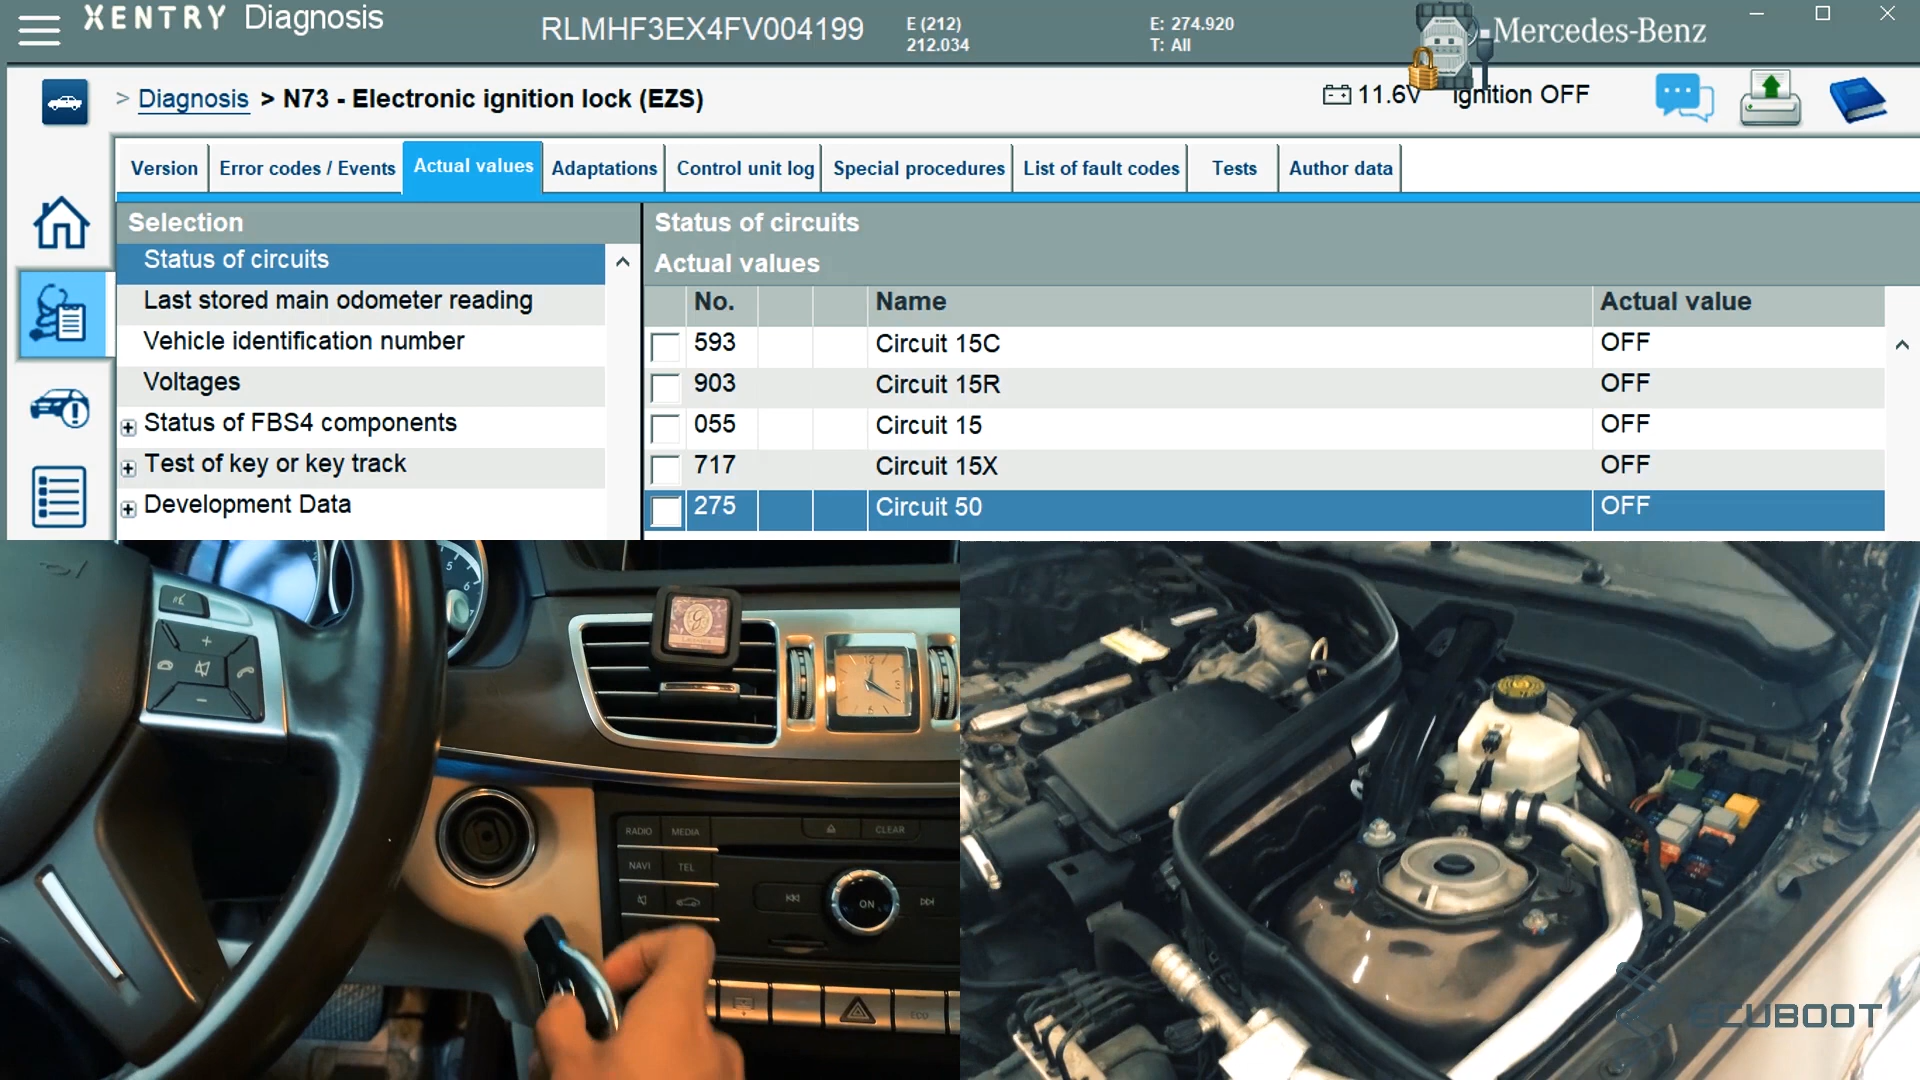 XENTRY Diagnosis
RLMHF3EX4FV004199
E (212)
212.034
E: 274.920
T: All
Mercedes-Benz
> Diagnosis > N73 - Electronic ignition lock (EZS)
11.6V
Ignition OFF
Version
Error codes / Events
Actual values
Adaptations
Control unit log
Special procedures
List of fault codes
Tests
Author data
Selection
Status of circuits
Last stored main odometer reading
Vehicle identification number
Voltages
Status of FBS4 components
Test of key or key track
Development Data
Status of circuits
Actual values
No. Name Actual value
593 Circuit 15C OFF
903 Circuit 15R OFF
055 Circuit 15 OFF
717 Circuit 15X OFF
275 Circuit 50 OFF
5
6
12
RADIO MEDIA
CLEAR
NAVI TEL
ON
ECO
ECUBOOT